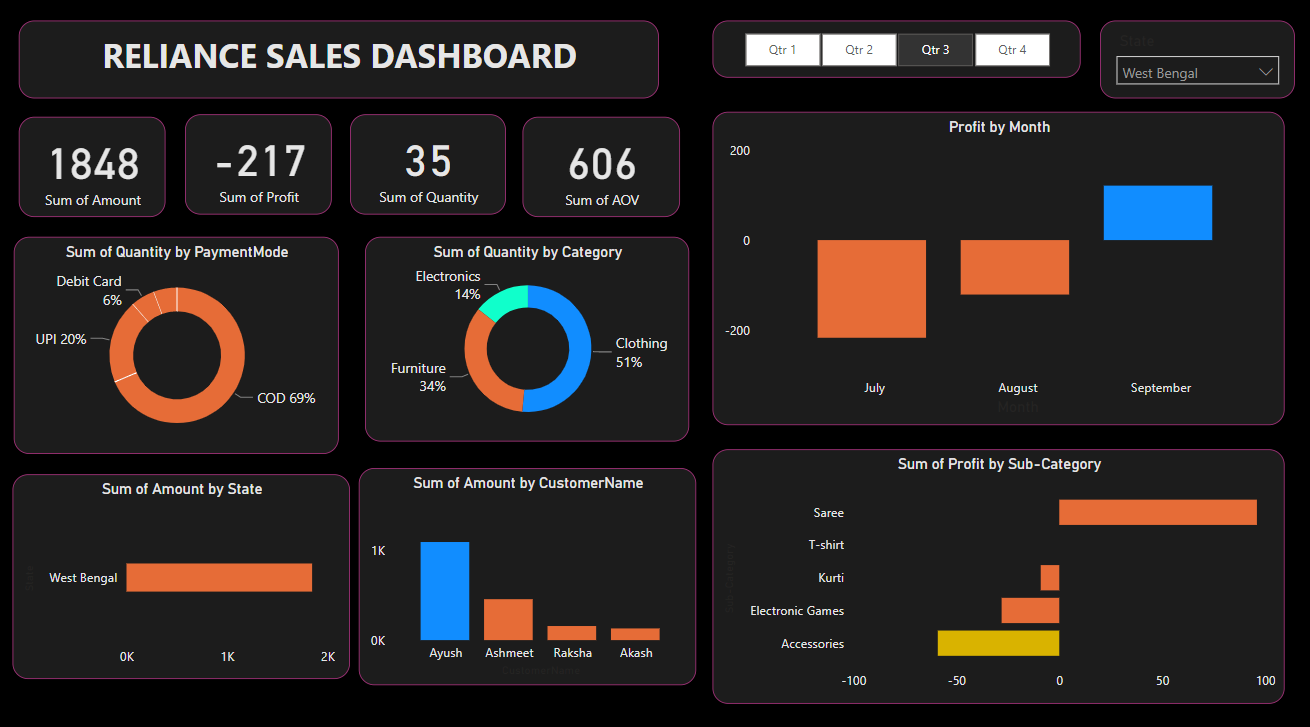 RELIANCE SALES DASHBOARD
Qtr 1
Qtr 2
Qtr 3
Qtr 4
State
West Bengal
1848
Sum of Amount
-217
Sum of Profit
35
Sum of Quantity
606
Sum of AOV
Profit by Month
200
0
-200
July
August
September
Month
Sum of Quantity by PaymentMode
Debit Card
6%
UPI 20%
COD 69%
Sum of Quantity by Category
Electronics
14%
Clothing
51%
Furniture
34%
Sum of Amount by State
State
West Bengal
0K
1K
2K
Sum of Amount by CustomerName
1K
0K
Ayush
Ashmeet
Raksha
Akash
CustomerName
Sum of Profit by Sub-Category
Sub-Category
Saree
T-shirt
Kurti
Electronic Games
Accessories
-100
-50
0
50
100